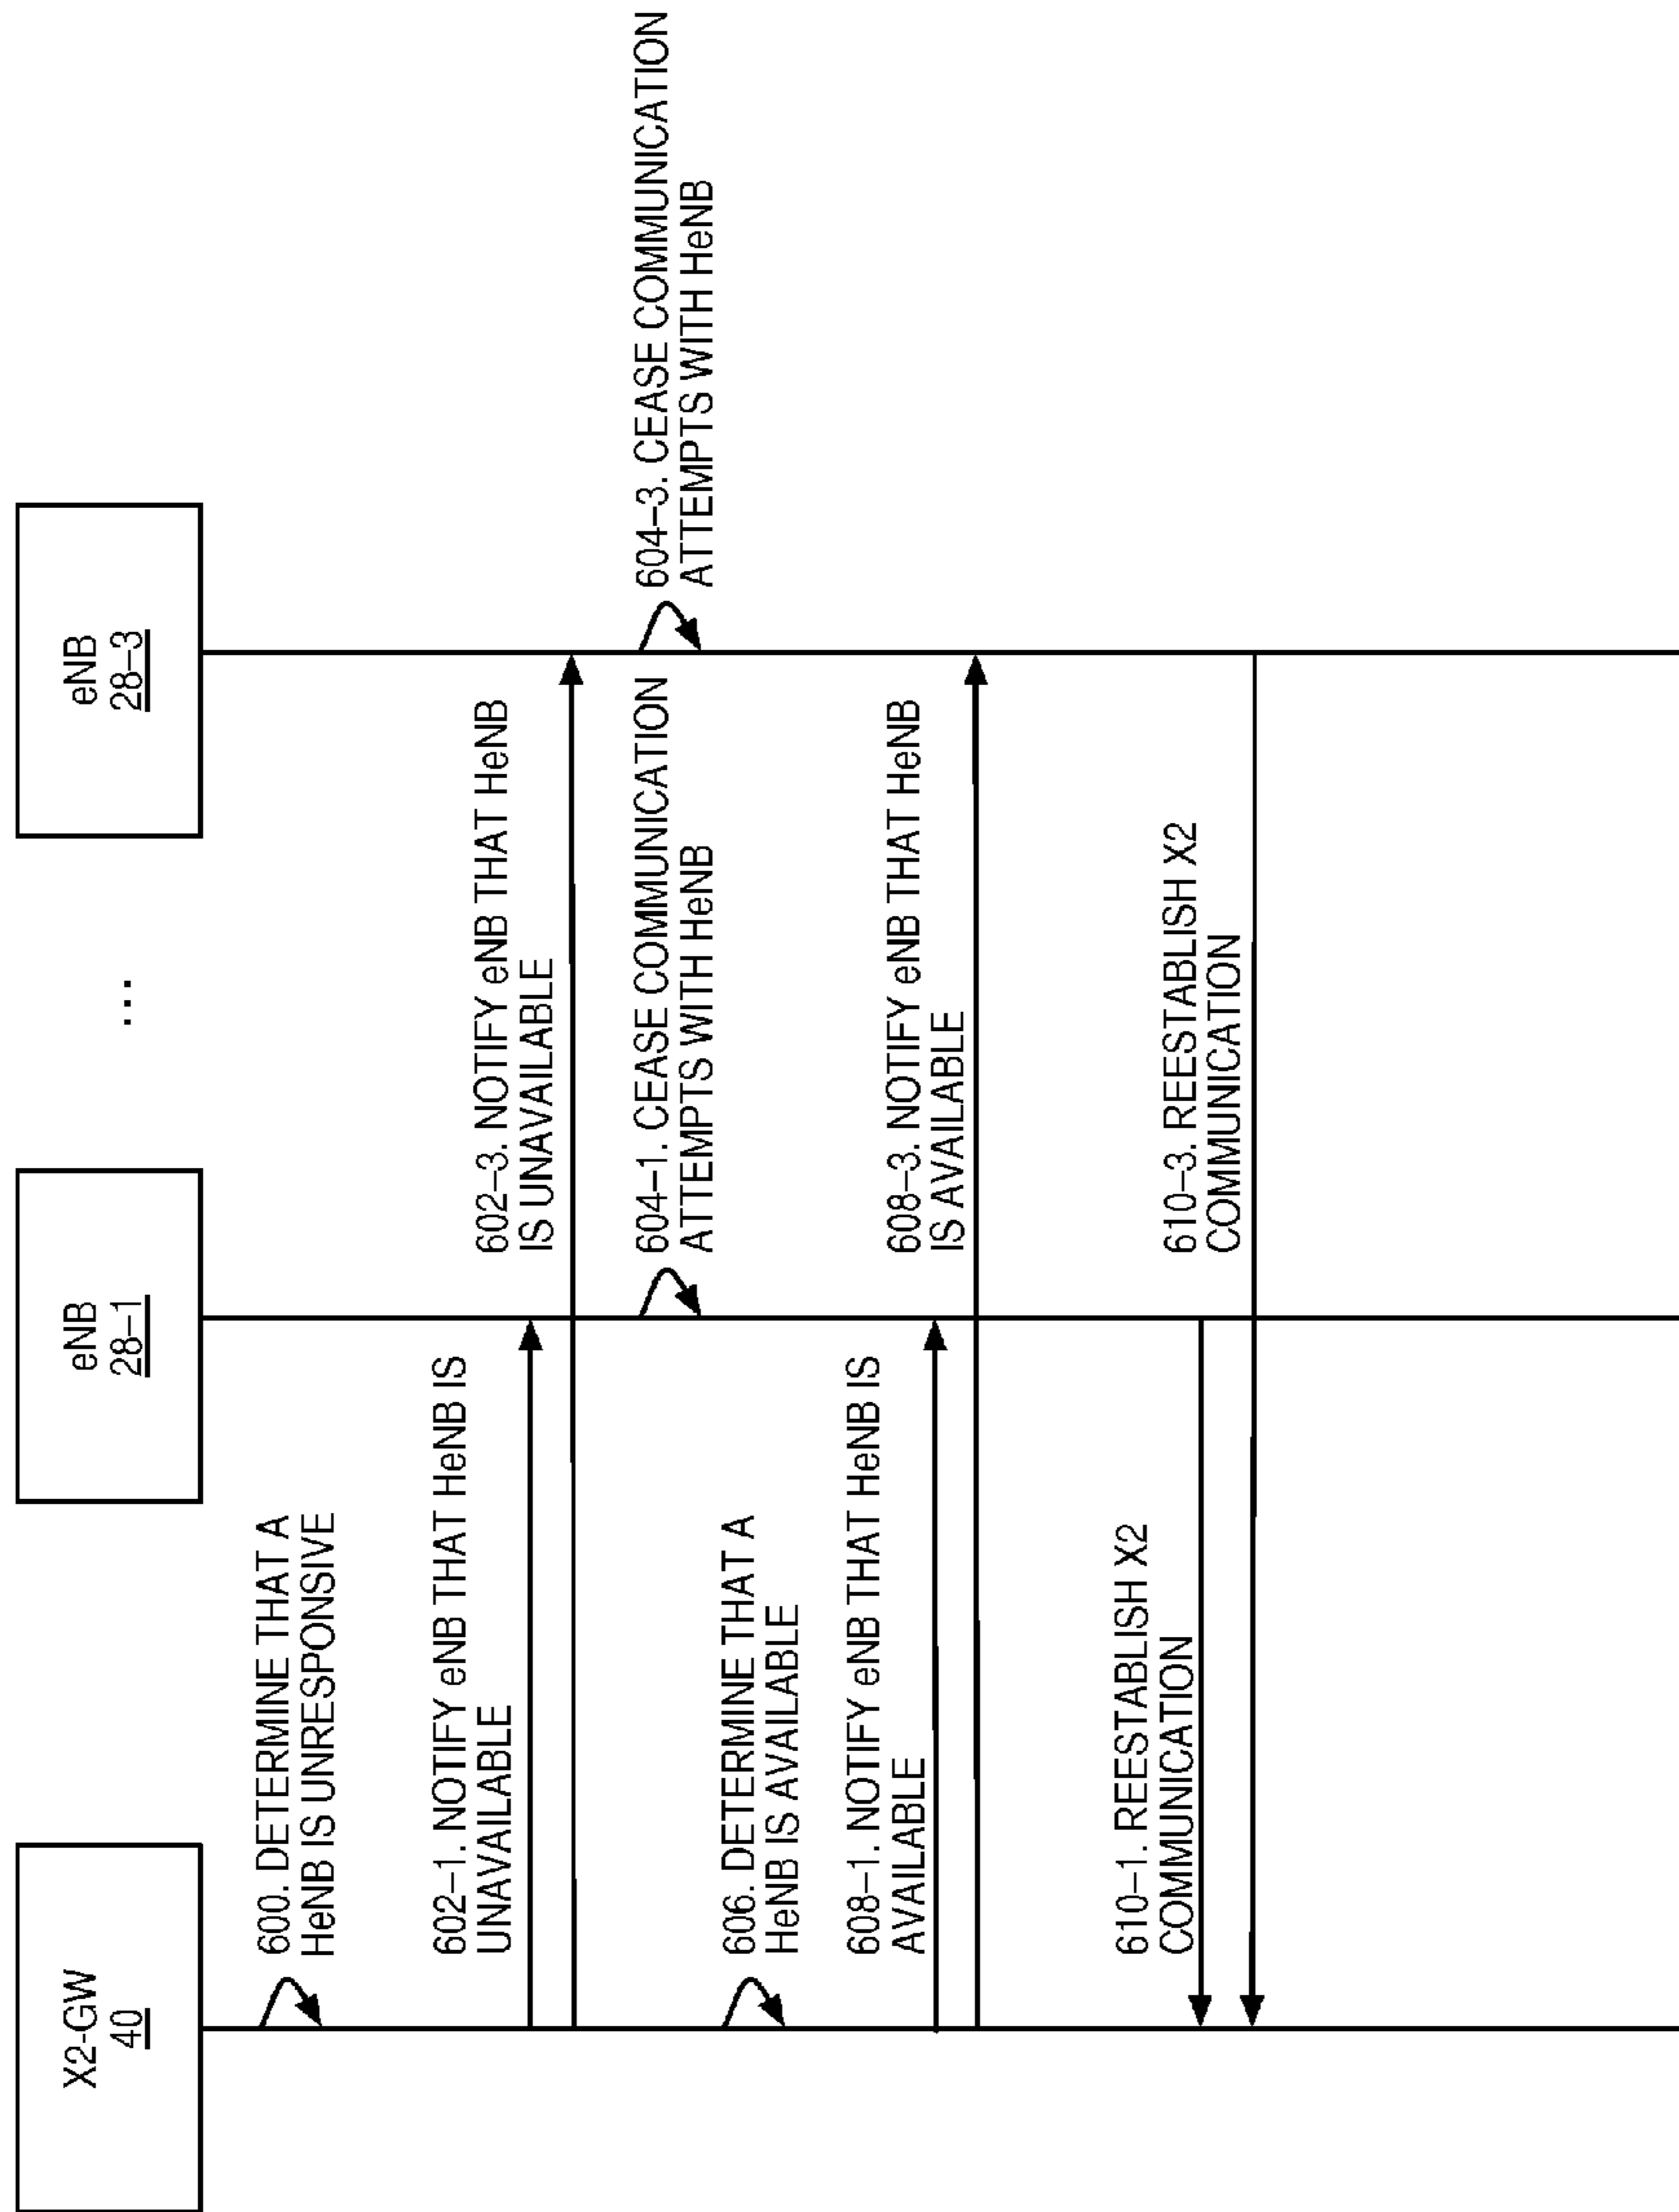 X2-GW
40
eNB
28–1
...
eNB
28–3
600. DETERMINE THAT A
HeNB IS UNRESPONSIVE
602–1. NOTIFY eNB THAT HeNB IS
UNAVAILABLE
602–3. NOTIFY eNB THAT HeNB
IS UNAVAILABLE
604–1. CEASE COMMUNICATION
ATTEMPTS WITH HeNB
604–3. CEASE COMMUNICATION
ATTEMPTS WITH HeNB
606. DETERMINE THAT A
HeNB IS AVAILABLE
608–1. NOTIFY eNB THAT HeNB IS
AVAILABLE
608–3. NOTIFY eNB THAT HeNB
IS AVAILABLE
610–1. REESTABLISH X2
COMMUNICATION
610–3. REESTABLISH X2
COMMUNICATION